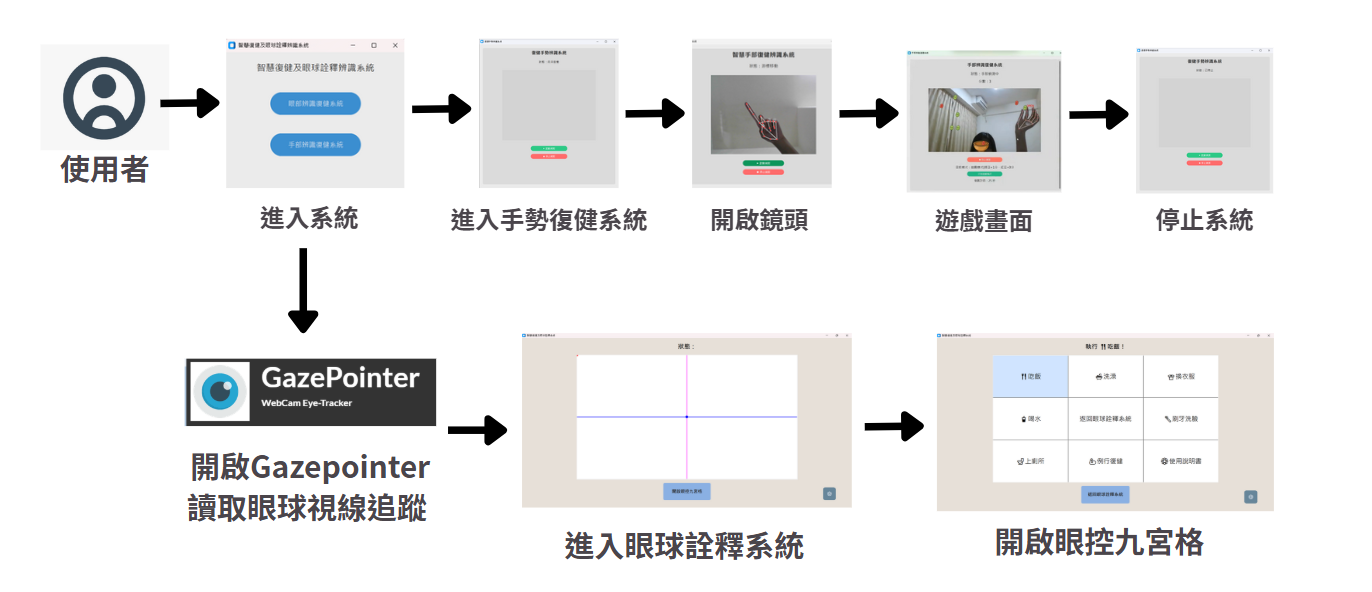 智慧復健及眼球詮釋辨識系統
智慧復健及眼球詮釋辨識系統
眼部辨識復健系統
手部辨識復健系統
復健手勢辨識系統
智慧手部復健辨識系統
手部辨識復健系統
復健手勢辨識系統
使用者
進入系統
進入手勢復健系統
開啟鏡頭
遊戲畫面
停止系統
GazePointer
WebCam Eye-Tracker
開啟Gazepointer
讀取眼球視線追蹤
狀態：
開啟眼控九宮格
進入眼球詮釋系統
執行 吃飯！
吃飯
洗澡
換衣服
喝水
返回眼球詮釋系統
刷牙洗臉
上廁所
例行復健
使用說明書
返回眼球詮釋系統
開啟眼控九宮格